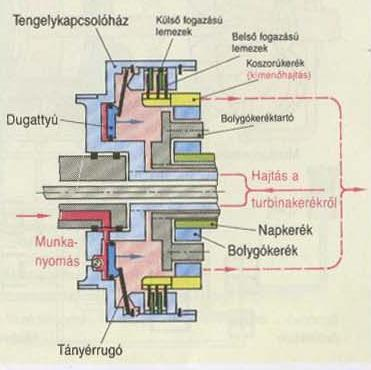 Tengelykapcsolóház
Külső fogazású
lemezek
Belső fogazású
lemezek
Koszorúkerék
(kimenőhajtás)
Dugattyú
Bolygókeréktartó
Hajtás a
turbinakerékről
Munka-
nyomás
Napkerék
Bolygókerék
Tányérrugó